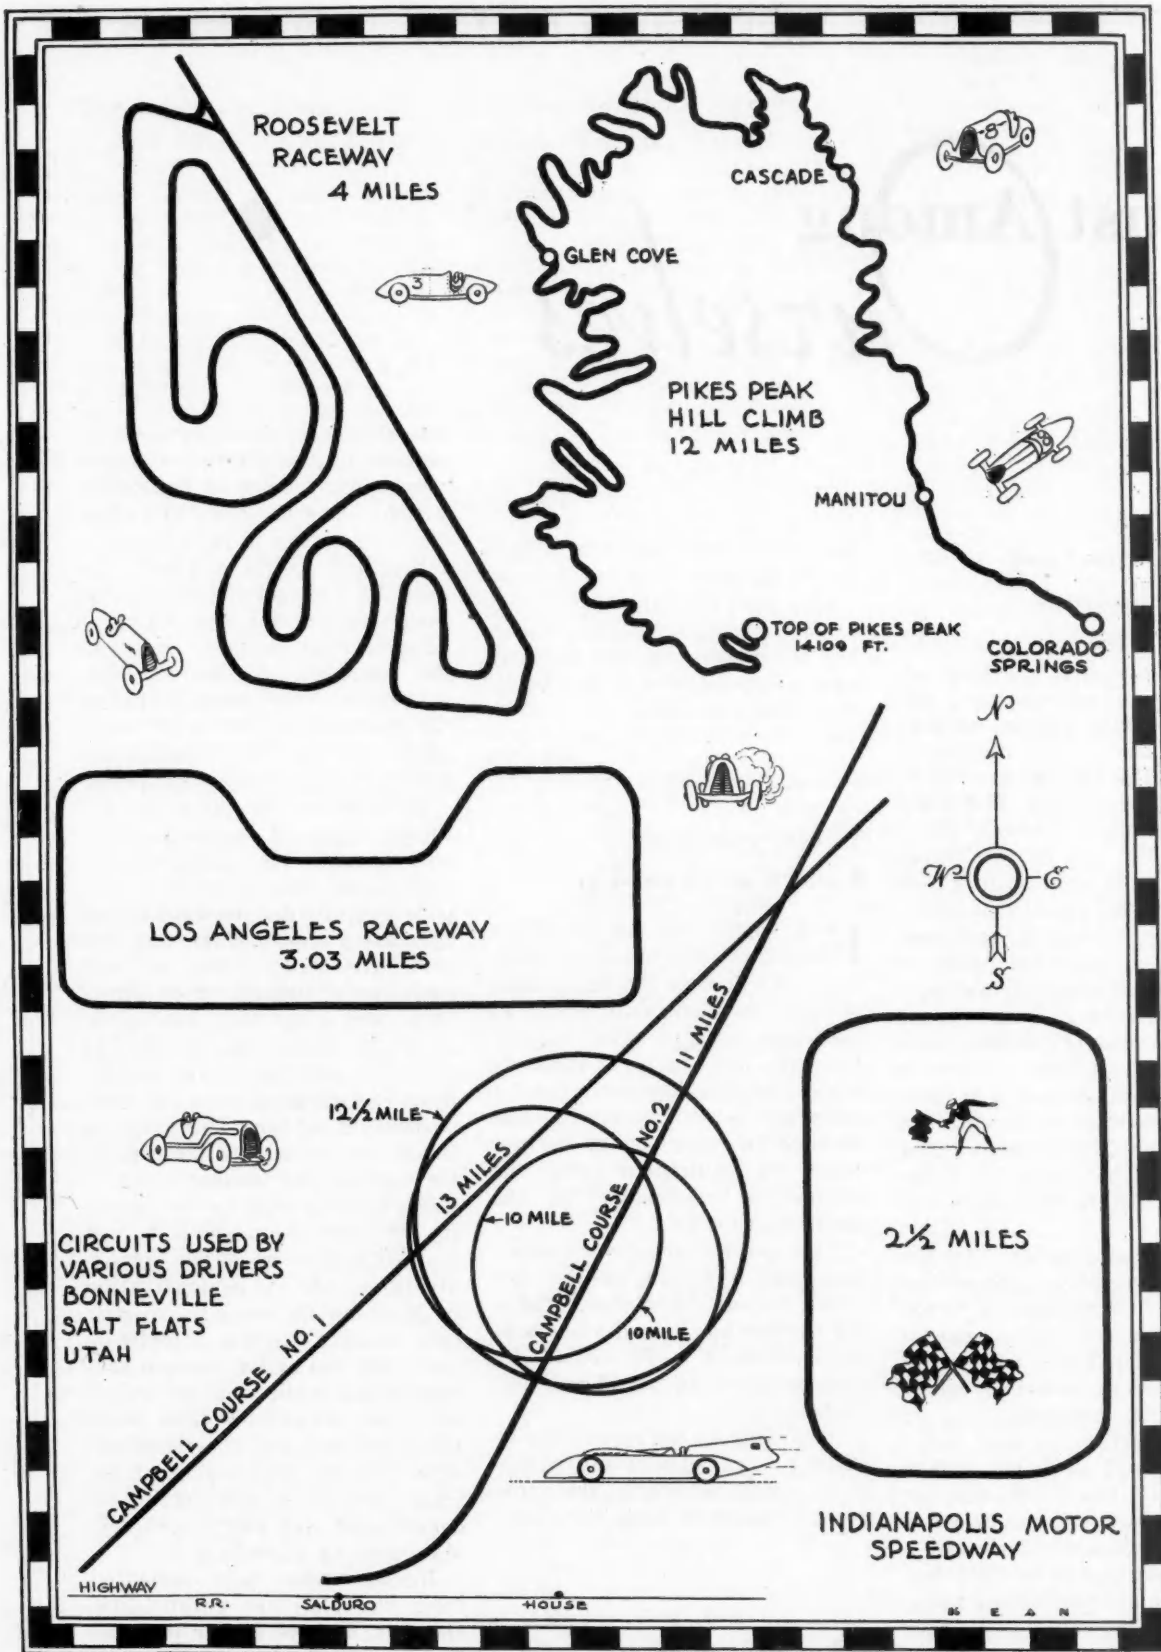 ROOSEVELT
RACEWAY
4 MILES
8
3
CASCADE
GLEN COVE
PIKES PEAK
HILL CLIMB
12 MILES
MANITOU
TOP OF PIKES PEAK
14109 FT.
COLORADO
SPRINGS
N
W
E
S
LOS ANGELES RACEWAY
3.03 MILES
12½ MILE
13 MILES
NO. 2 11 MILES
10 MILE
10 MILE
CAMPBELL COURSE
CIRCUITS USED BY
VARIOUS DRIVERS
BONNEVILLE
SALT FLATS
UTAH
CAMPBELL COURSE NO. 1
2½ MILES
INDIANAPOLIS MOTOR
SPEEDWAY
HIGHWAY
R.R.
SALDURO
HOUSE
KEAN